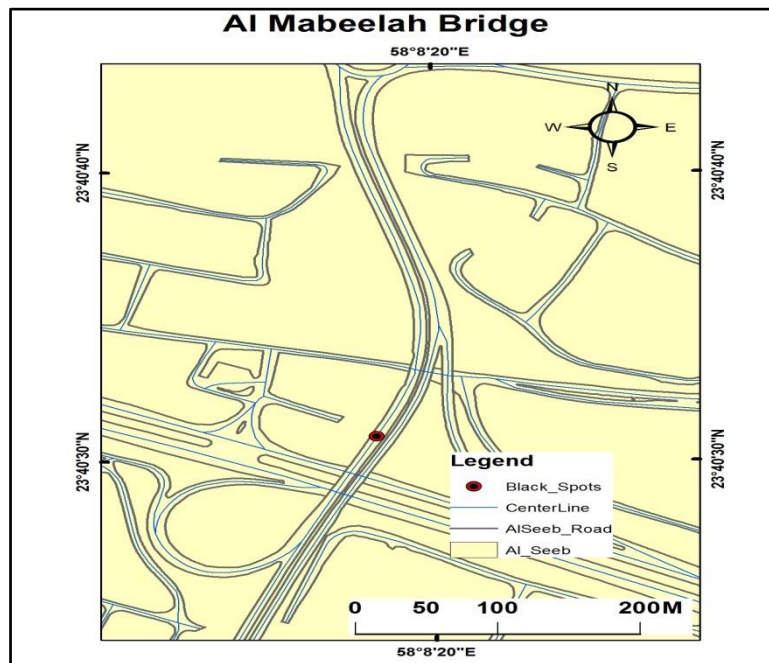 Al Mabeelah Bridge
58°8'20"E
N
W E
S
23°40'40"N 23°40'40"N
23°40'30"N 23°40'30"N
Legend
Black_Spots
CenterLine
AlSeeb_Road
Al_Seeb
0 50 100 200 M
58°8'20"E